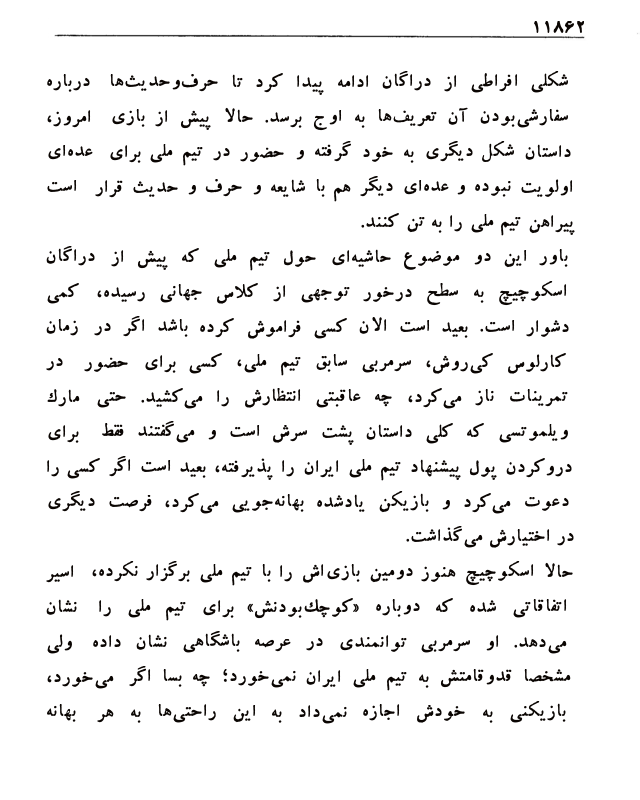 ۱۱۸۶۲
شکلی افراطی از دراگان ادامه پیدا کرد تا حرف‌وحدیث‌ها درباره
سفارشی‌بودن آن تعریف‌ها به اوج برسد. حالا پیش از بازی امروز،
داستان شکل دیگری به خود گرفته و حضور در تیم ملی برای عده‌ای
اولویت نبوده و عده‌ای دیگر هم با شایعه و حرف و حدیث قرار است
پیراهن تیم ملی را به تن کنند.
باور این دو موضوع حاشیه‌ای حول تیم ملی که پیش از دراگان
اسکوچیچ به سطح درخور توجهی از کلاس جهانی رسیده، کمی
دشوار است. بعید است الان کسی فراموش کرده باشد اگر در زمان
کارلوس کی‌روش، سرمربی سابق تیم ملی، کسی برای حضور در
تمرینات ناز می‌کرد، چه عاقبتی انتظارش را می‌کشید. حتی مارك
ویلموتسی که کلی داستان پشت سرش است و می‌گفتند فقط برای
دروکردن پول پیشنهاد تیم ملی ایران را پذیرفته، بعید است اگر کسی را
دعوت می‌کرد و بازیکن یادشده بهانه‌جویی می‌کرد، فرصت دیگری
در اختیارش می‌گذاشت.
حالا اسکوچیچ هنوز دومین بازی‌اش را با تیم ملی برگزار نکرده، اسیر
اتفاقاتی شده که دوباره «کوچك‌بودنش» برای تیم ملی را نشان
می‌دهد. او سرمربی توانمندی در عرصه باشگاهی نشان داده ولی
مشخصا قدوقامتش به تیم ملی ایران نمی‌خورد؛ چه بسا اگر می‌خورد،
بازیکنی به خودش اجازه نمی‌داد به این راحتی‌ها به هر بهانه